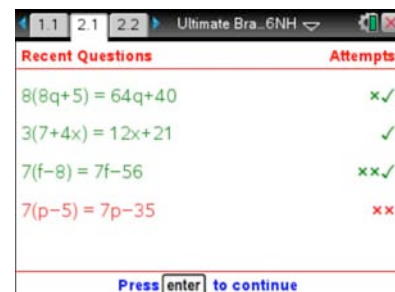 1.1 2.1 2.2 Ultimate Bra…6NH
Recent Questions Attempts
8(8q+5) = 64q+40 ×✓
3(7+4x) = 12x+21 ✓
7(f−8) = 7f−56 ××✓
7(p−5) = 7p−35 ××
Press enter to continue